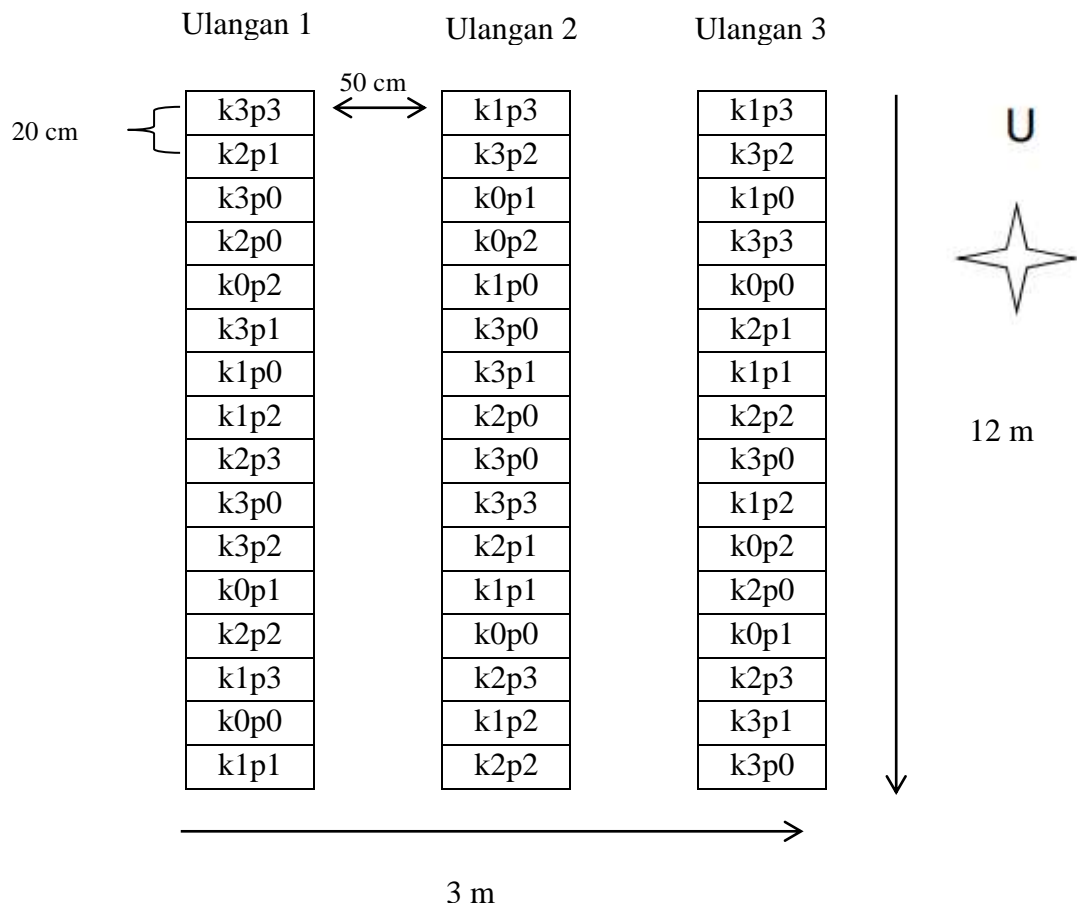 Ulangan 1 Ulangan 2 Ulangan 3
50 cm
20 cm
k3p3 k1p3 k1p3
U
k2p1 k3p2 k3p2
k3p0 k0p1 k1p0
k2p0 k0p2 k3p3
k0p2 k1p0 k0p0
k3p1 k3p0 k2p1
k1p0 k3p1 k1p1
k1p2 k2p0 k2p2
12 m
k2p3 k3p0 k3p0
k3p0 k3p3 k1p2
k3p2 k2p1 k0p2
k0p1 k1p1 k2p0
k2p2 k0p0 k0p1
k1p3 k2p3 k2p3
k0p0 k1p2 k3p1
k1p1 k2p2 k3p0
3 m